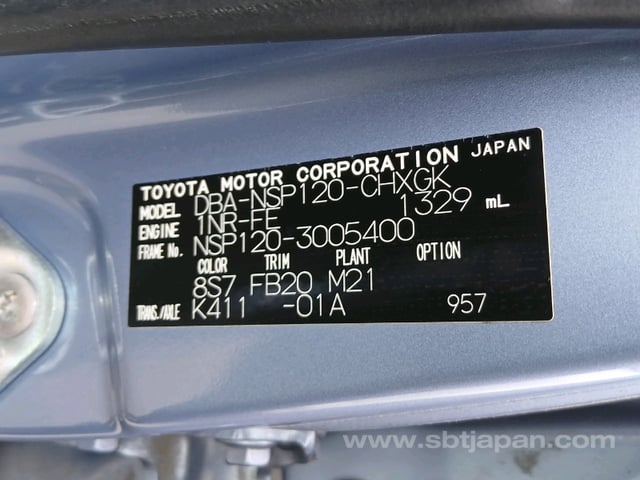 TOYOTA MOTOR CORPORATION JAPAN
MODEL DBA-NSP120-CHXGK
ENGINE 1NR-FE 1329 mL
FRAME No. NSP120-3005400
COLOR TRIM PLANT OPTION
8S7 FB20 M21
TRANS./AXLE K411 -01A 957
www.sbtjapan.com